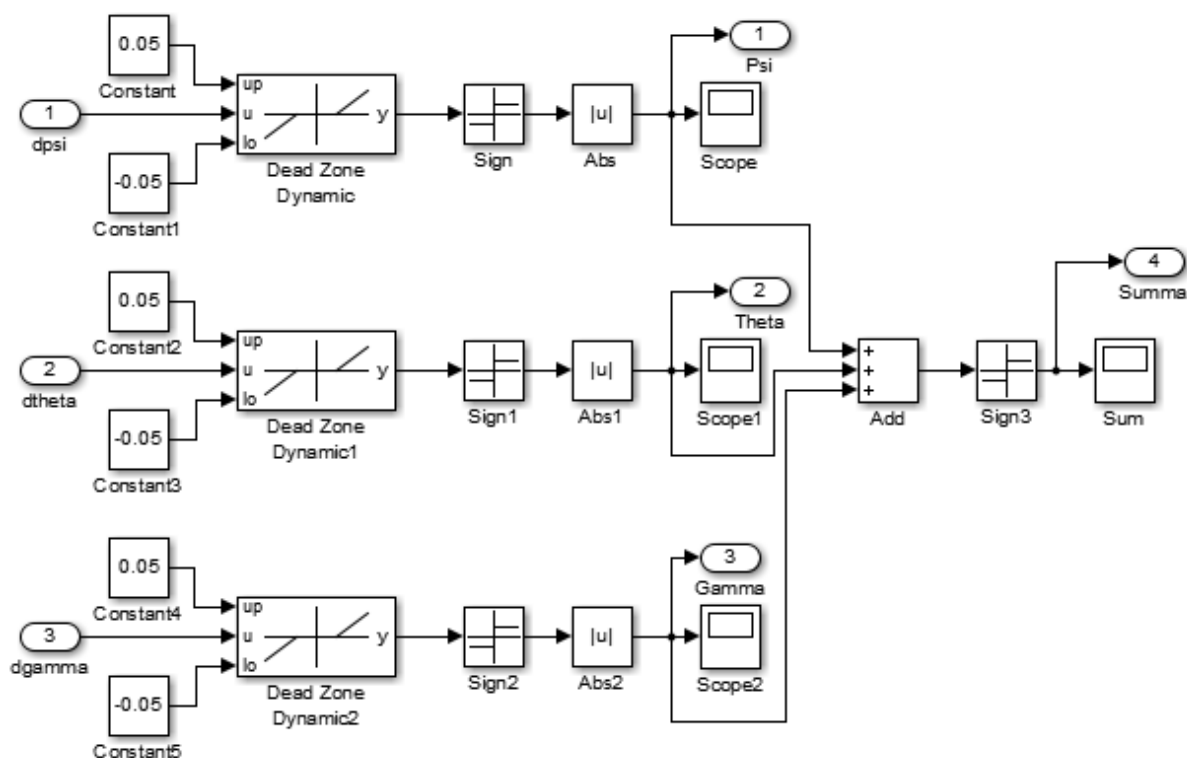 0.05
Constant
1
dpsi
-0.05
Constant1
up
u
lo
y
Dead Zone
Dynamic
Sign
|u|
Abs
1
Psi
Scope
0.05
Constant2
2
dtheta
-0.05
Constant3
up
u
lo
y
Dead Zone
Dynamic1
Sign1
|u|
Abs1
2
Theta
Scope1
+
+
+
Add
Sign3
4
Summa
Sum
0.05
Constant4
3
dgamma
-0.05
Constant5
up
u
lo
y
Dead Zone
Dynamic2
Sign2
|u|
Abs2
3
Gamma
Scope2